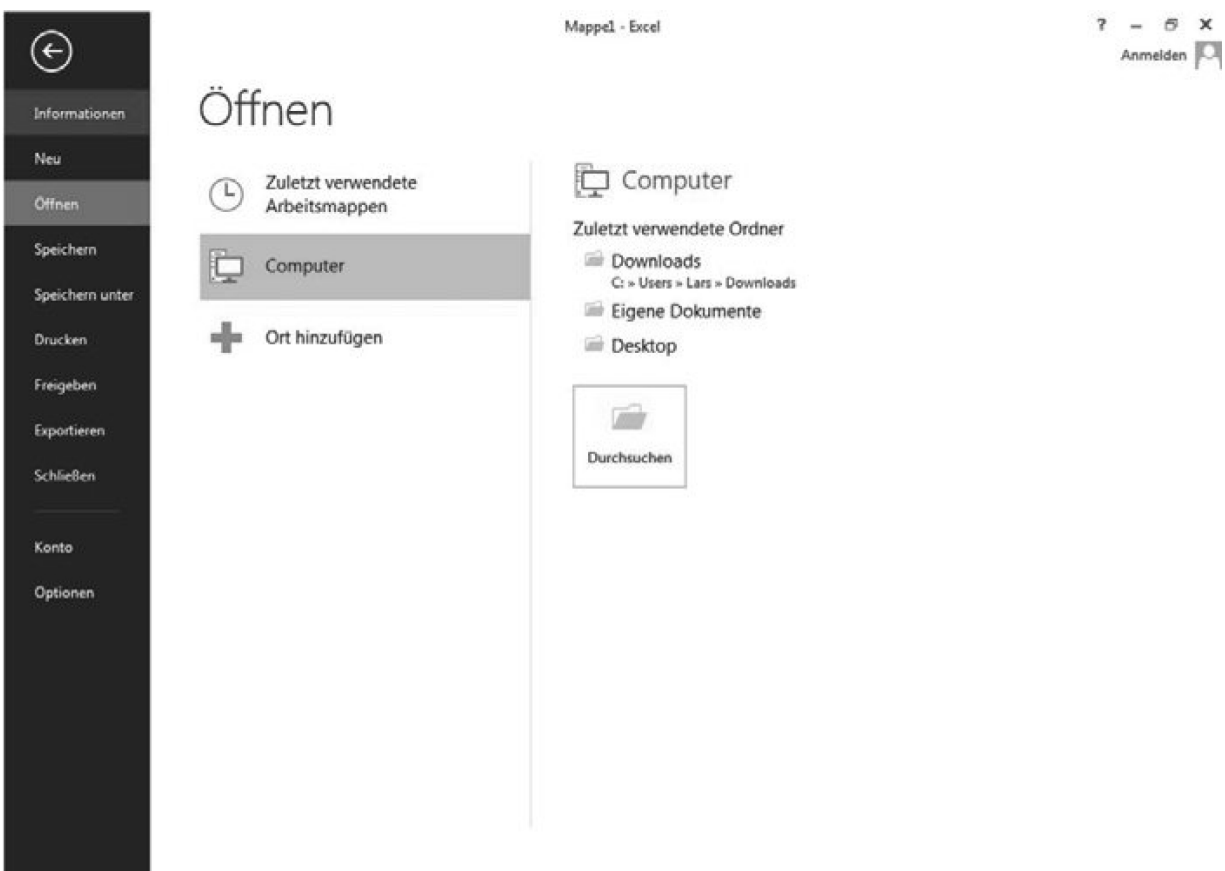 Mappe1 - Excel
?
Anmelden
Informationen
Neu
Öffnen
Speichern
Speichern unter
Drucken
Freigeben
Exportieren
Schließen
Konto
Optionen
Öffnen
Zuletzt verwendete
Arbeitsmappen
Computer
Ort hinzufügen
Computer
Zuletzt verwendete Ordner
Downloads
C: » Users » Lars » Downloads
Eigene Dokumente
Desktop
Durchsuchen